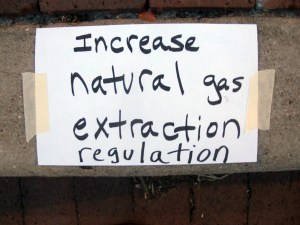 Increase
natural gas
extraction
regulation